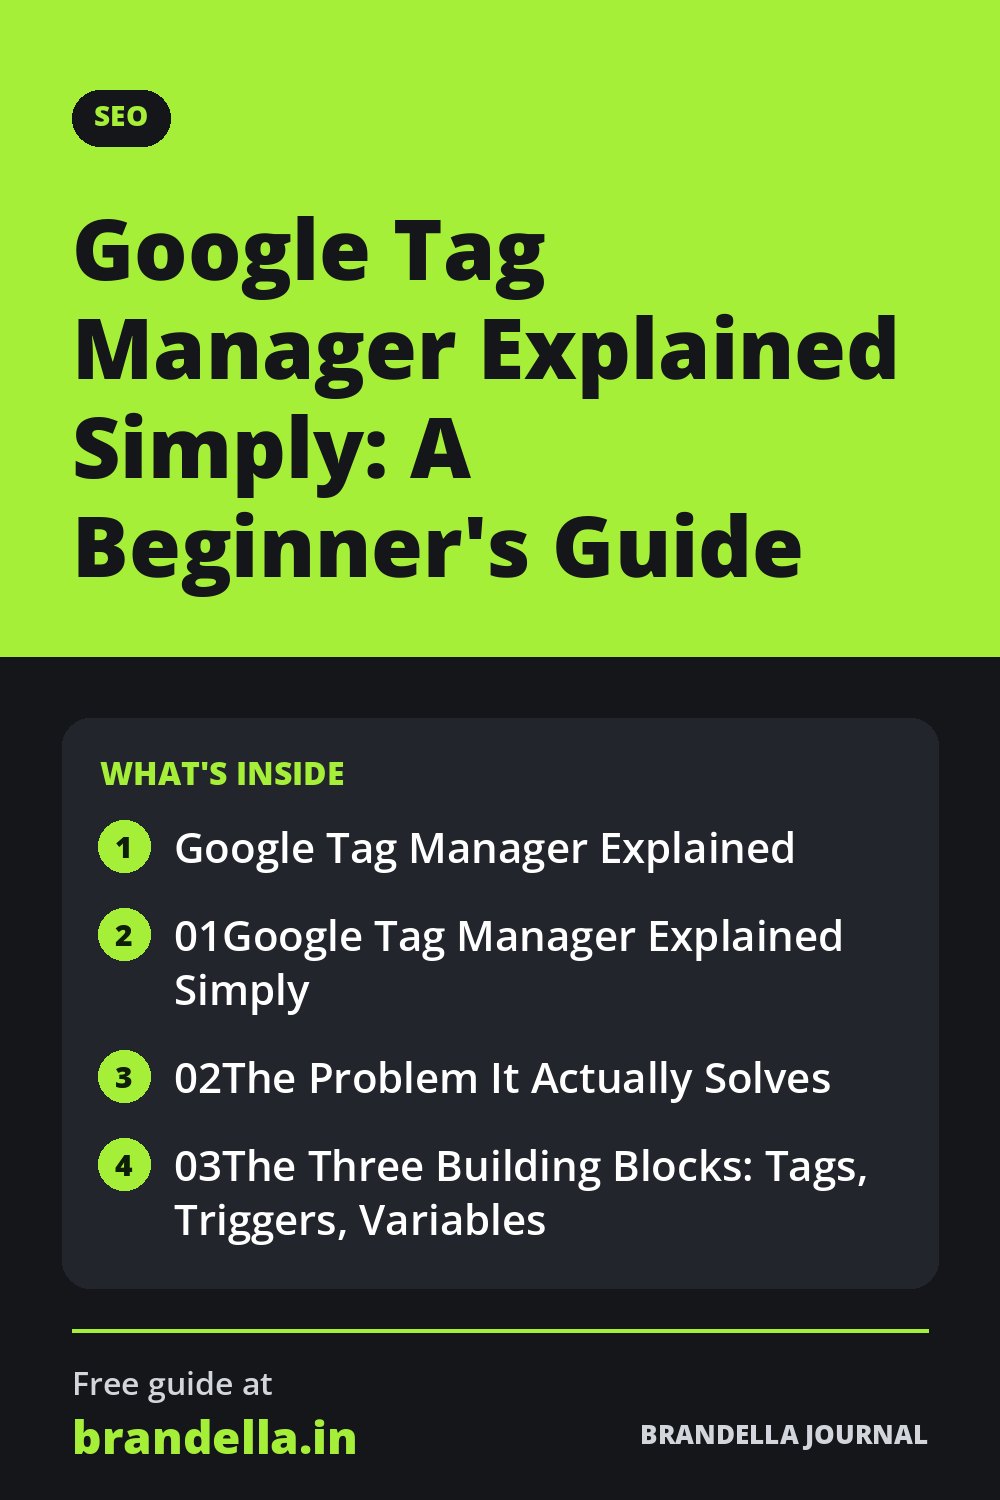 SEO
Google Tag
Manager Explained
Simply: A
Beginner's Guide
WHAT'S INSIDE
1 Google Tag Manager Explained
2 01Google Tag Manager Explained
Simply
3 02The Problem It Actually Solves
4 03The Three Building Blocks: Tags,
Triggers, Variables
Free guide at
brandella.in
BRANDELLA JOURNAL